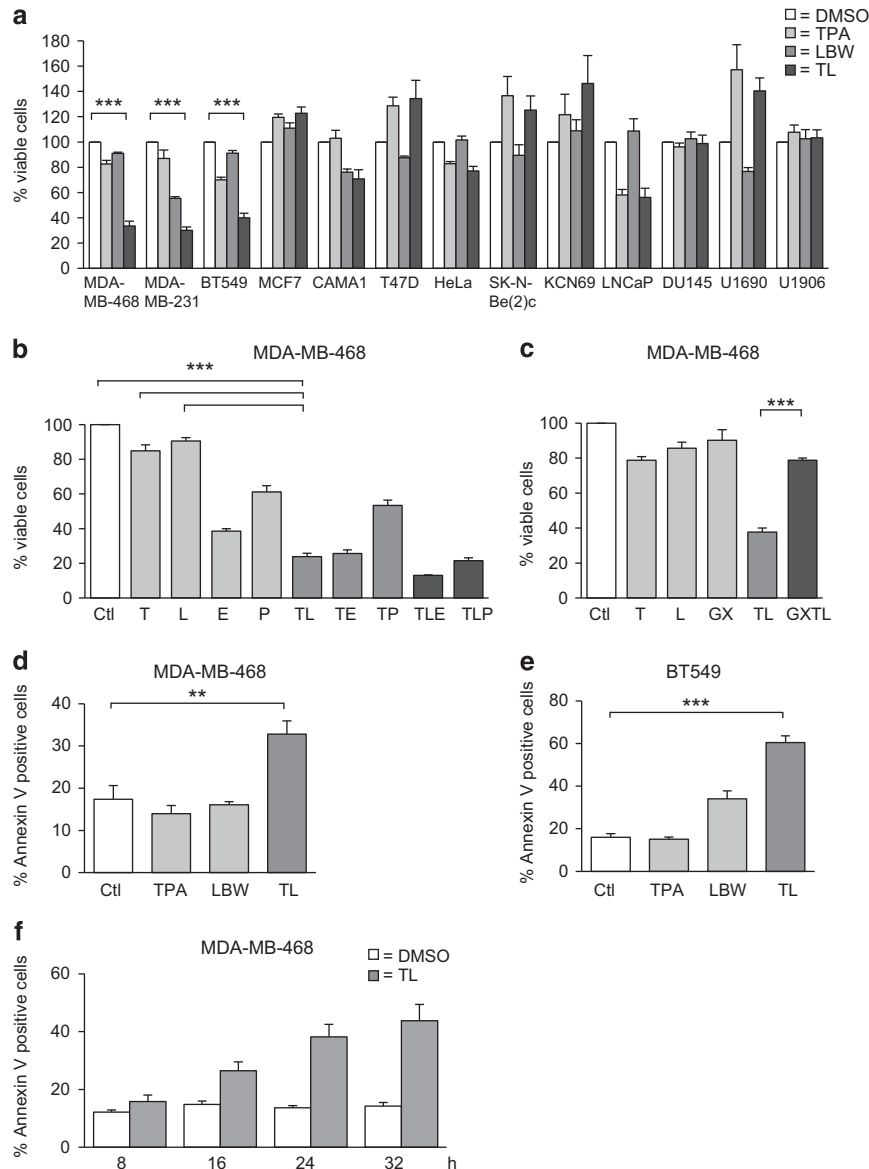 a
= DMSO
= TPA
= LBW
= TL
% viable cells
180
160
140
120
100
80
60
40
20
0
*** *** ***
MDA-MB-468 MDA-MB-231 BT549 MCF7 CAMA1 T47D HeLa SK-N-Be(2)c KCN69 LNCaP DU145 U1690 U1906
b
MDA-MB-468
***
% viable cells
100
80
60
40
20
0
Ctl T L E P TL TE TP TLE TLP
c
MDA-MB-468
***
% viable cells
100
80
60
40
20
0
Ctl T L GX TL GXTL
d
MDA-MB-468
**
% Annexin V positive cells
40
30
20
10
0
Ctl TPA LBW TL
e
BT549
***
% Annexin V positive cells
80
60
40
20
0
Ctl TPA LBW TL
f
MDA-MB-468
= DMSO
= TL
% Annexin V positive cells
60
40
20
0
8 16 24 32 h